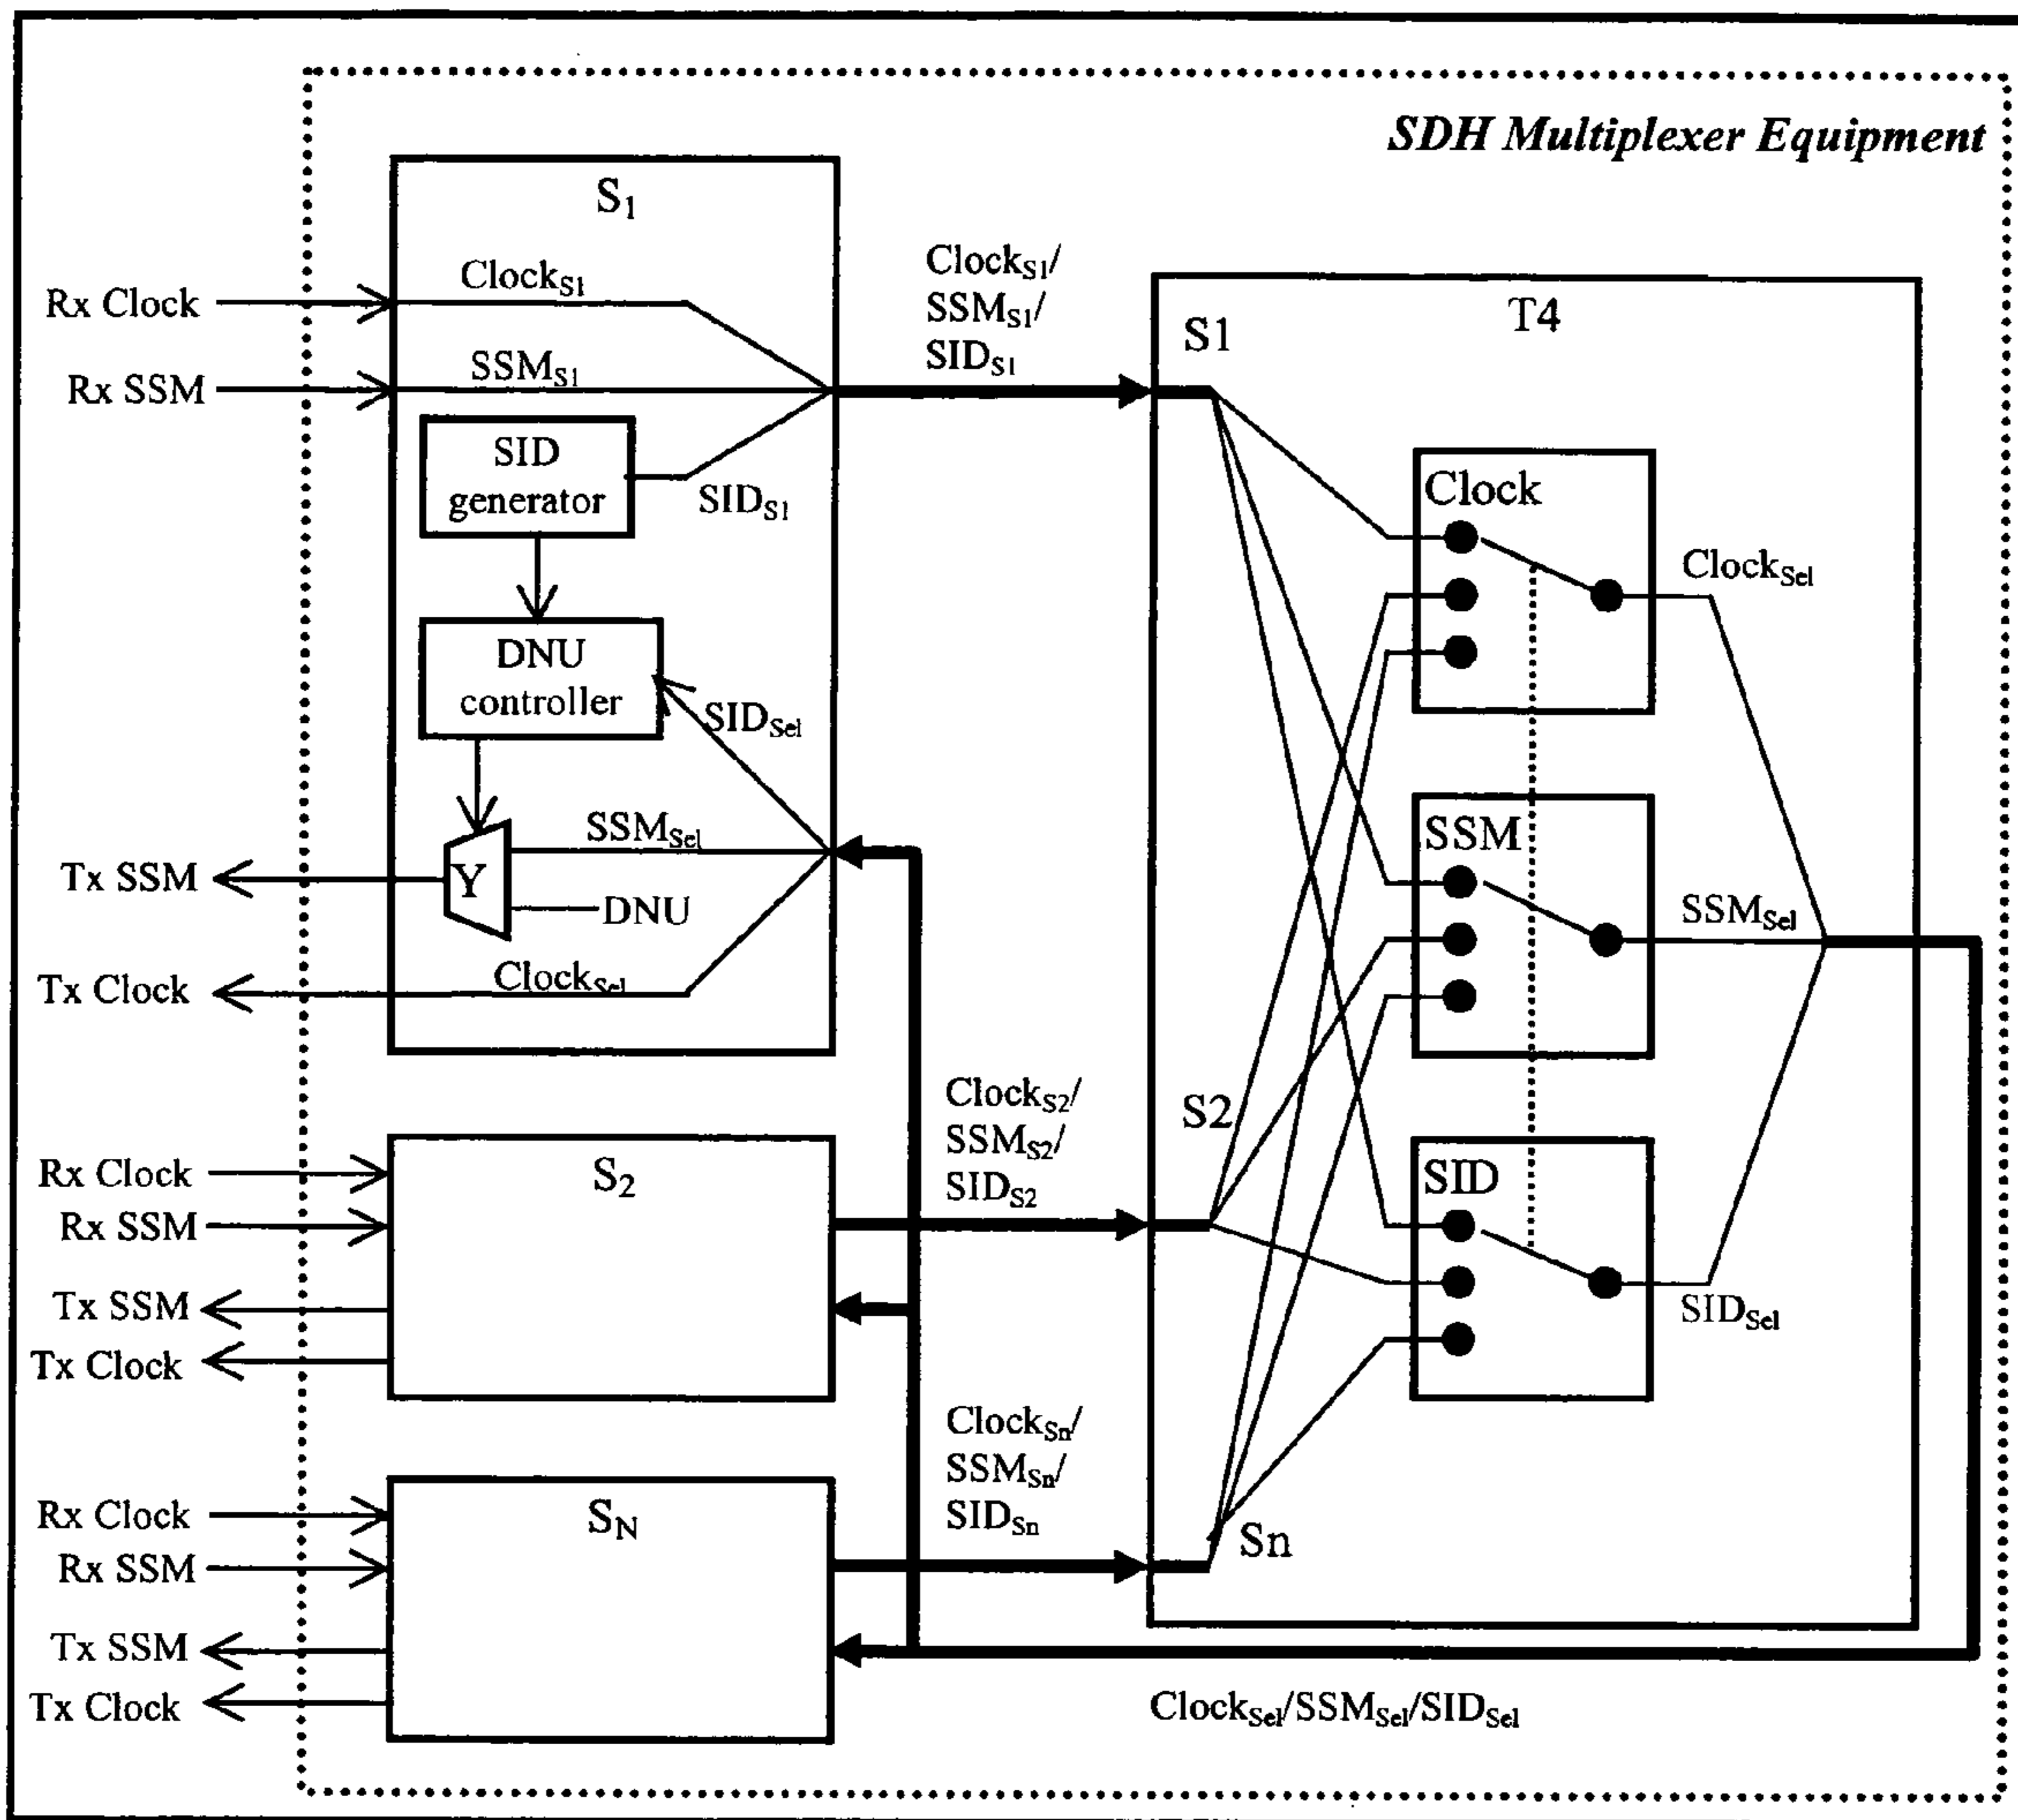 SDH Multiplexer Equipment
S1
Rx Clock
ClockS1
Rx SSM
SSMS1
SID
generator
SIDS1
DNU
controller
SIDSel
SSMSel
Y
DNU
Tx SSM
ClockSel
Tx Clock
ClockS1/
SSMS1/
SIDS1
T4
S1
Clock
ClockSel
SSM
SSMSel
S2
SID
SIDSel
Sn
Rx Clock
Rx SSM
Tx SSM
Tx Clock
S2
ClockS2/
SSMS2/
SIDS2
Rx Clock
Rx SSM
Tx SSM
Tx Clock
SN
ClockSn/
SSMSn/
SIDSn
ClockSel/SSMSel/SIDSel